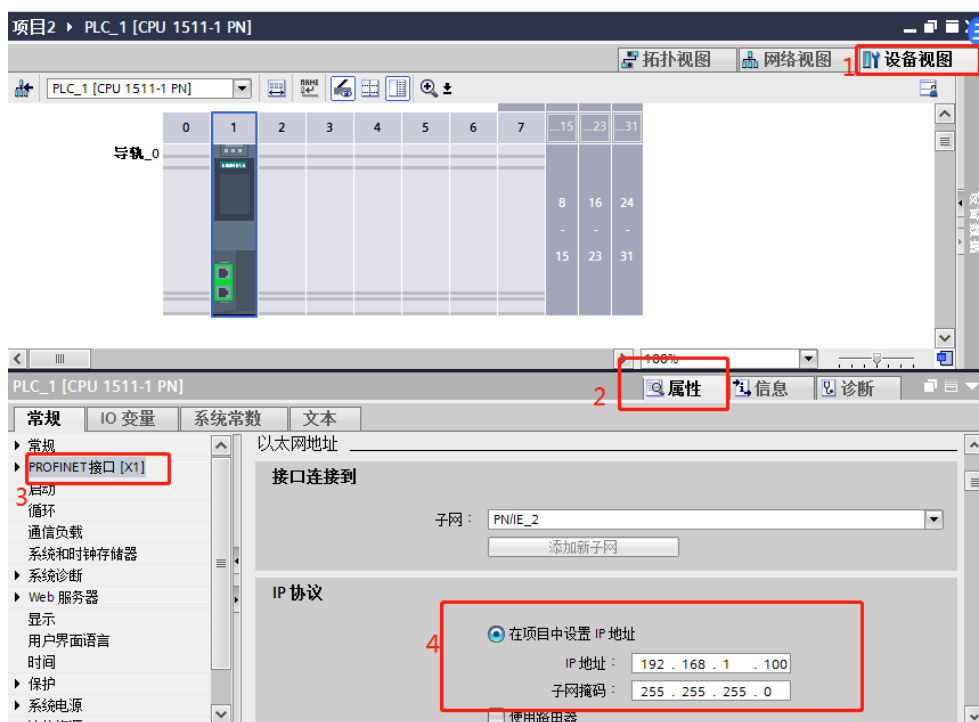 项目2 ▸ PLC_1 [CPU 1511-1 PN]
拓扑视图 网络视图 1 设备视图
PLC_1 [CPU 1511-1 PN]
0 1 2 3 4 5 6 7 ...15 ...23 ...31
导轨_0
SIEMENS
8 16 24
- - -
15 23 31
设备数据
100%
PLC_1 [CPU 1511-1 PN]
2 属性 信息 诊断
常规 IO 变量 系统常数 文本
常规
PROFINET接口 [X1]
3
启动
循环
通信负载
系统和时钟存储器
系统诊断
Web 服务器
显示
用户界面语言
时间
保护
系统电源
以太网地址
接口连接到
子网： PN/IE_2
添加新子网
IP 协议
4
在项目中设置 IP 地址
IP 地址： 192 . 168 . 1 . 100
子网掩码： 255 . 255 . 255 . 0
使用路由器